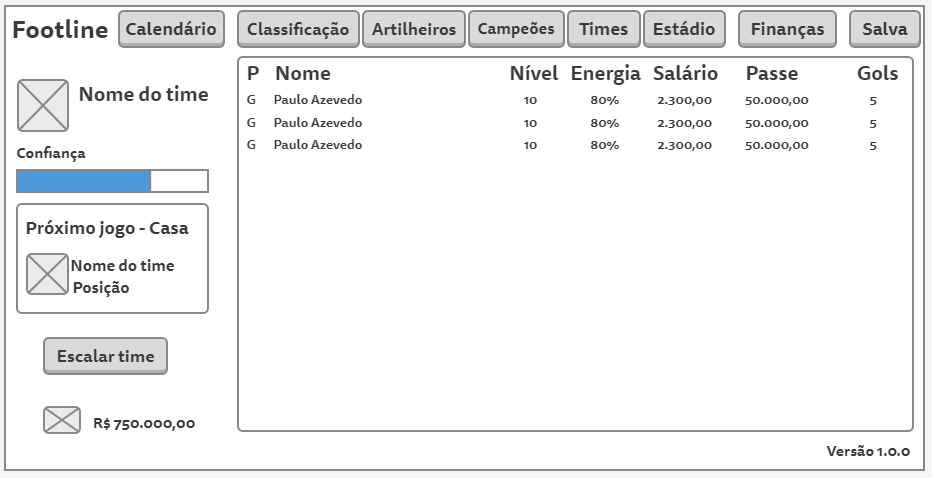 Footline Calendário Classificação Artilheiros Campeões Times Estádio Finanças Salva
Nome do time
Confiança
Próximo jogo - Casa
Nome do time
Posição
Escalar time
R$ 750.000,00
P Nome Nível Energia Salário Passe Gols
G Paulo Azevedo 10 80% 2.300,00 50.000,00 5
G Paulo Azevedo 10 80% 2.300,00 50.000,00 5
G Paulo Azevedo 10 80% 2.300,00 50.000,00 5
Versão 1.0.0